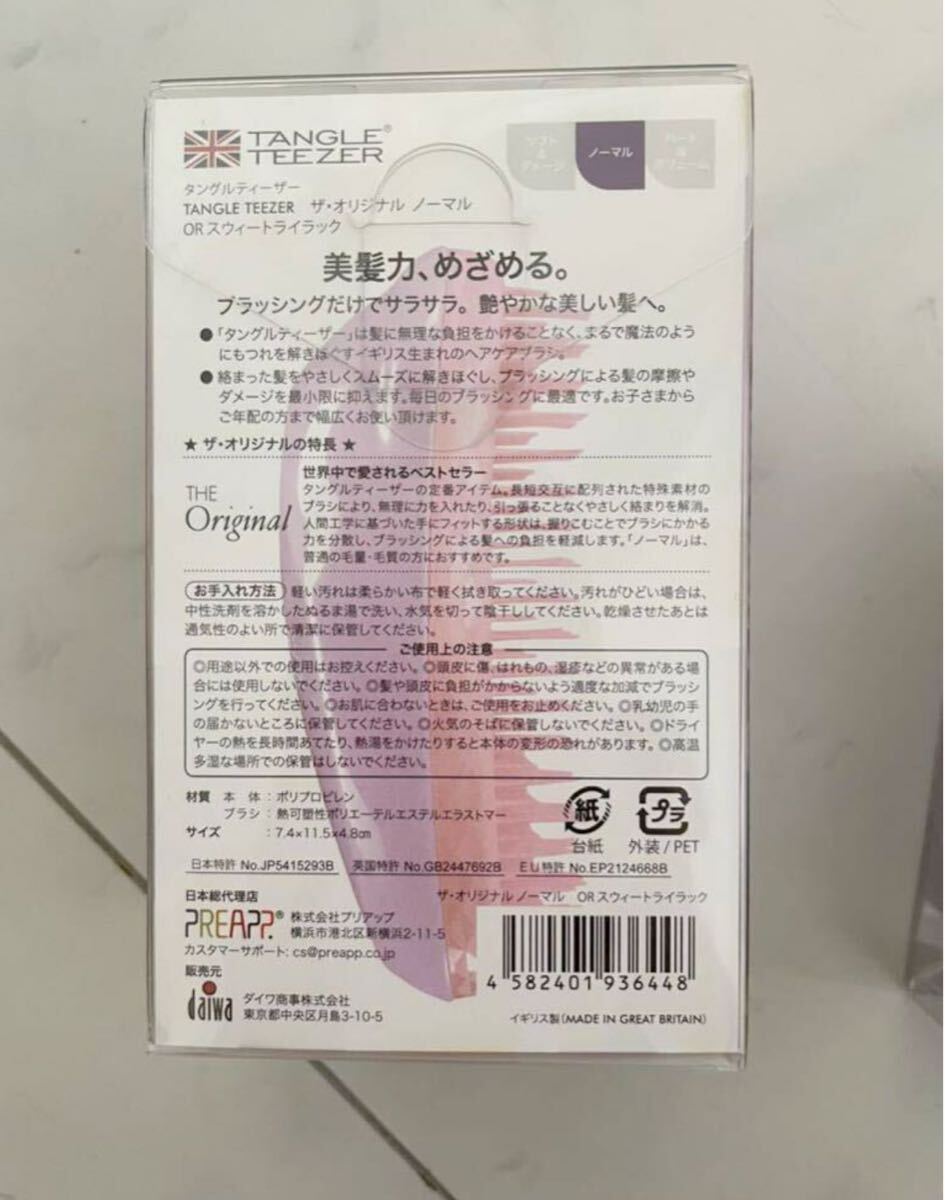 TANGLE®
TEEZER
ソフト
&
ダメージ
ノーマル
ハード
&
ボリューム
タングルティーザー
TANGLE TEEZER ザ・オリジナル ノーマル
ORスウィートライラック
美髪力、めざめる。
ブラッシングだけでサラサラ。艶やかな美しい髪へ。
●「タングルティーザー」は髪に無理な負担をかけることなく、まるで魔法のよう
にもつれを解きほぐすイギリス生まれのヘアケアブラシ。
●絡まった髪をやさしくスムーズに解きほぐし、ブラッシングによる髪の摩擦や
ダメージを最小限に抑えます。毎日のブラッシングに最適です。お子さまから
ご年配の方まで幅広くお使い頂けます。
★ ザ・オリジナルの特長 ★
THE
Original
世界中で愛されるベストセラー
タングルティーザーの定番アイテム。長短交互に配列された特殊素材の
ブラシにより、無理に力を入れたり、引っ張ることなくやさしく絡まりを解消。
人間工学に基づいた手にフィットする形状は、握りこむことでブラシにかかる
力を分散し、ブラッシングによる髪への負担を軽減します。「ノーマル」は、
普通の毛量・毛質の方におすすめです。
お手入れ方法 軽い汚れは柔らかい布で軽く拭き取ってください。汚れがひどい場合は、
中性洗剤を溶かしたぬるま湯で洗い、水気を切って陰干ししてください。乾燥させたあとは
通気性のよい所で清潔に保管してください。
ご使用上の注意
◎用途以外での使用はお控えください。◎頭皮に傷、はれもの、湿疹などの異常がある場
合には使用しないでください。◎髪や頭皮に負担がかからないよう適度な加減でブラッシ
ングを行ってください。◎お肌に合わないときは、ご使用をお止めください。◎乳幼児の手
の届かないところに保管してください。◎火気のそばに保管しないでください。◎ドライ
ヤーの熱を長時間あてたり、熱湯をかけたりすると本体の変形の恐れがあります。◎高温
多湿な場所での保管はしないでください。
材質 本 体 : ポリプロピレン
ブラシ : 熱可塑性ポリエーテルエステルエラストマー
サイズ : 7.4×11.5×4.8㎝
紙
台紙
プラ
外装/PET
日本特許 No.JP5415293B 英国特許 No.GB2447692B EU特許 No.EP2124668B
日本総代理店
PREAPP.® 株式会社プリアップ
横浜市港北区新横浜2-11-5
カスタマーサポート: cs@preapp.co.jp
販売元
daiwa ダイワ商事株式会社
東京都中央区月島3-10-5
ザ・オリジナル ノーマル ORスウィートライラック
4 582401 936448
イギリス製(MADE IN GREAT BRITAIN)